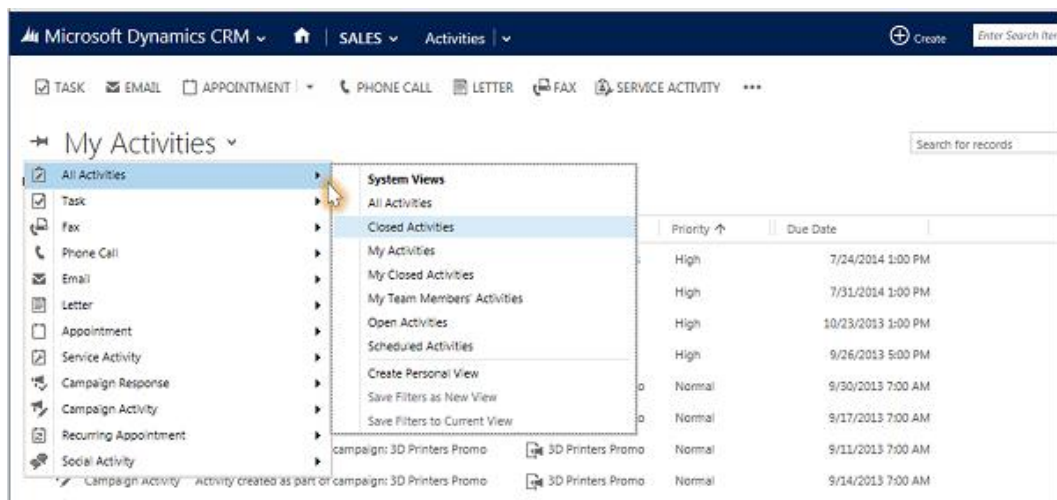 Microsoft Dynamics CRM SALES Activities Create Enter Search
TASK EMAIL APPOINTMENT PHONE CALL LETTER FAX SERVICE ACTIVITY •••
My Activities
Search for records
All Activities
Task
Fax
Phone Call
Email
Letter
Appointment
Service Activity
Campaign Response
Campaign Activity
Recurring Appointment
Social Activity
System Views
All Activities
Closed Activities
My Activities
My Closed Activities
My Team Members' Activities
Open Activities
Scheduled Activities
Create Personal View
Save Filters as New View
Save Filters to Current View
Priority Due Date
High 7/24/2014 1:00 PM
High 7/31/2014 1:00 PM
High 10/23/2013 1:00 PM
High 9/26/2013 5:00 PM
Normal 9/30/2013 7:00 AM
Normal 9/17/2013 7:00 AM
campaign: 3D Printers Promo 3D Printers Promo Normal 9/11/2013 7:00 AM
Campaign Activity Activity created as part of campaign: 3D Printers Promo 3D Printers Promo Normal 9/14/2013 7:00 AM